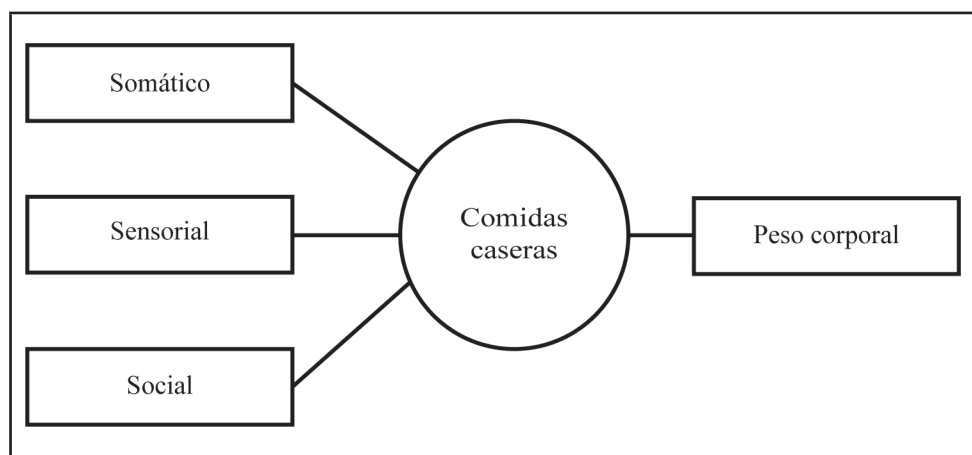 Somático
Sensorial
Social
Comidas
caseras
Peso corporal